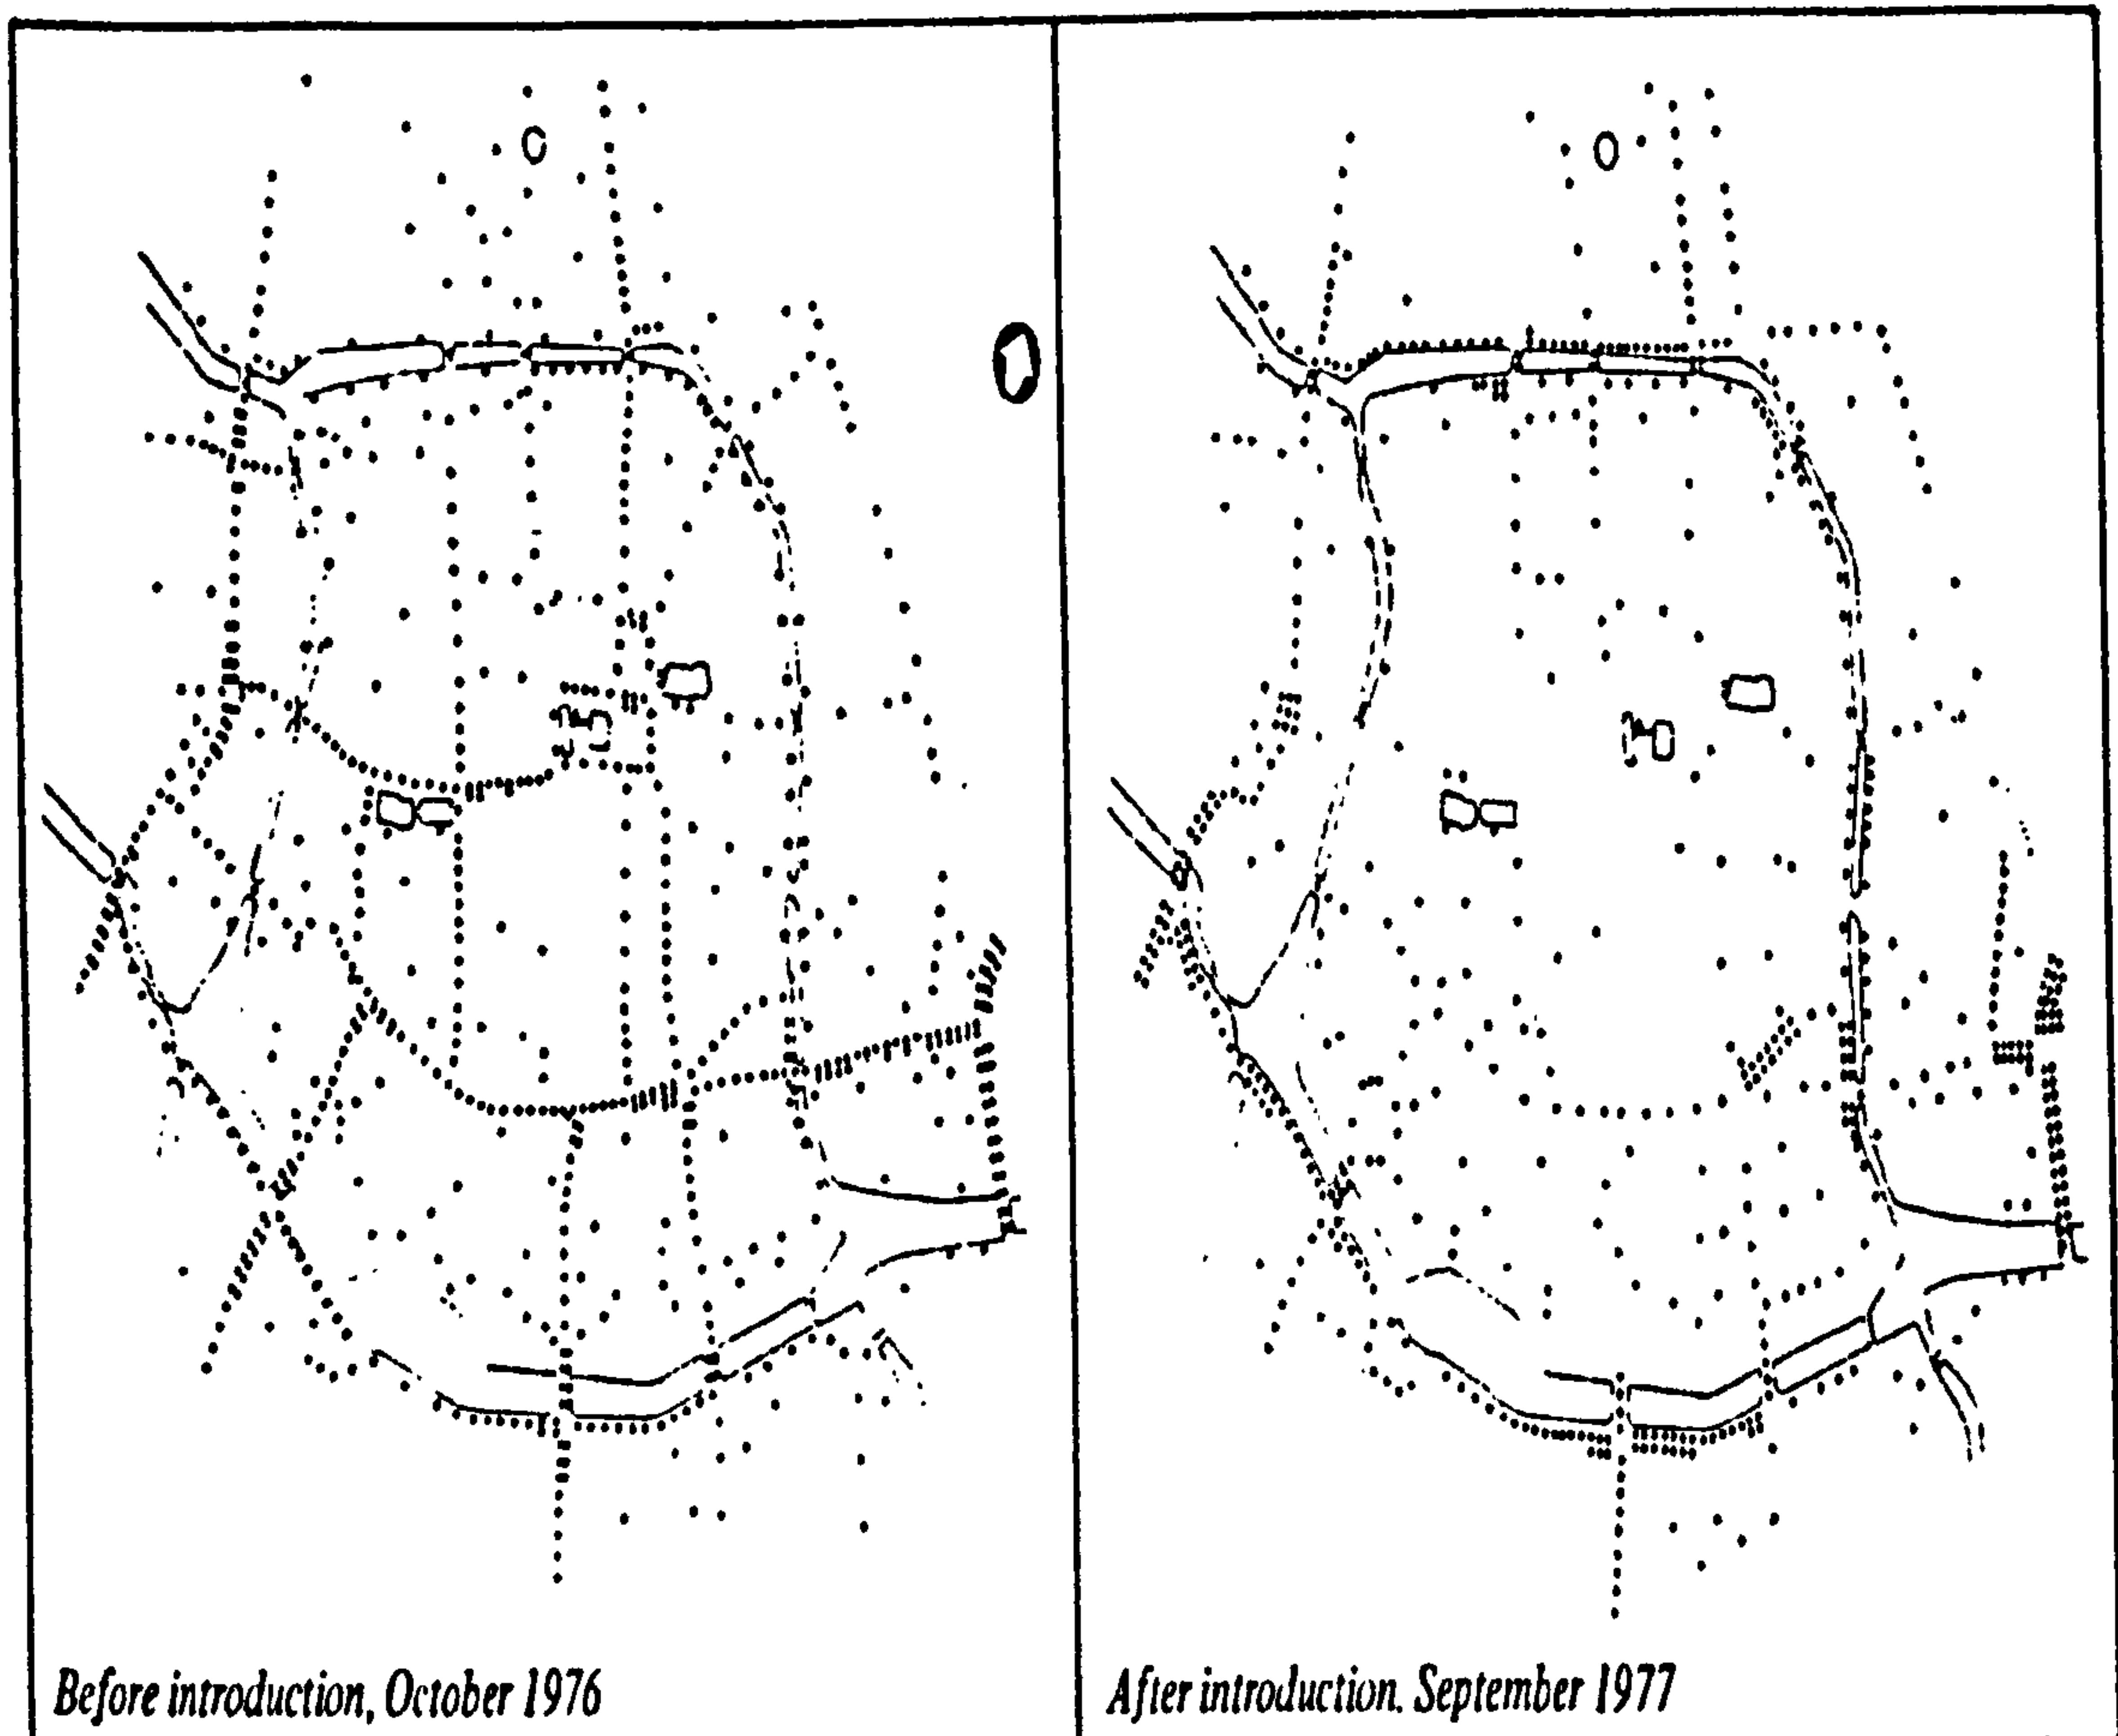 Before introduction, October 1976
After introduction. September 1977